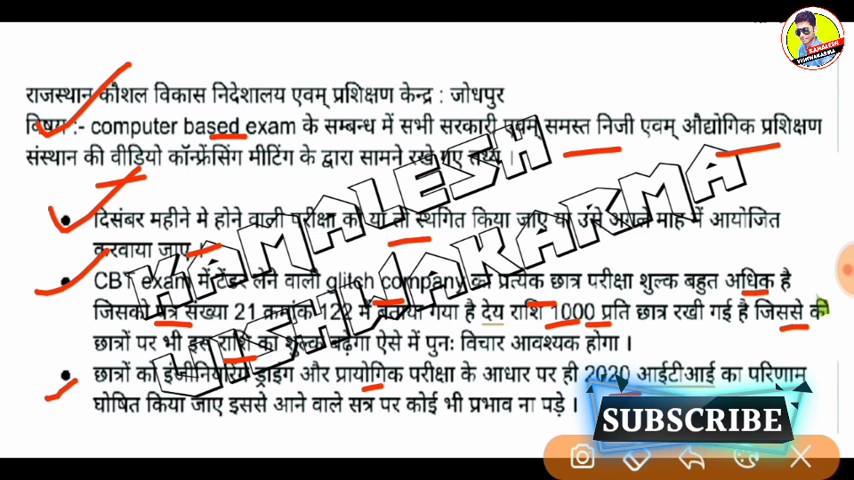 KAMALESH
VISHWAKARMA
राजस्थान कौशल विकास निदेशालय एवम् प्रशिक्षण केन्द्र : जोधपुर
विषय :- computer based exam के सम्बन्ध में सभी सरकारी एवम् समस्त निजी एवम् औद्योगिक प्रशिक्षण
संस्थान की वीडियो कॉन्फ्रेंसिंग मीटिंग के द्वारा सामने रखे गए तथ्य ।
दिसंबर महीने मे होने वाली परीक्षा को या तो स्थगित किया जाए या उसे अगले माह में आयोजित
करवाया जाए ।
CBT exam में टेंडर लेने वाली glitch company का प्रत्येक छात्र परीक्षा शुल्क बहुत अधिक है
जिसको पत्र संख्या 21 क्रमांक 122 में बताया गया है देय राशि 1000 प्रति छात्र रखी गई है जिससे की
छात्रों पर भी इस राशि का शुल्क बढ़ेगा ऐसे में पुनः विचार आवश्यक होगा ।
छात्रों को इंजीनियरिंग ड्राइंग और प्रायोगिक परीक्षा के आधार पर ही 2020 आईटीआई का परिणाम
घोषित किया जाए इससे आने वाले सत्र पर कोई भी प्रभाव ना पड़े ।
KAMALESH
VISHWAKARMA
SUBSCRIBE